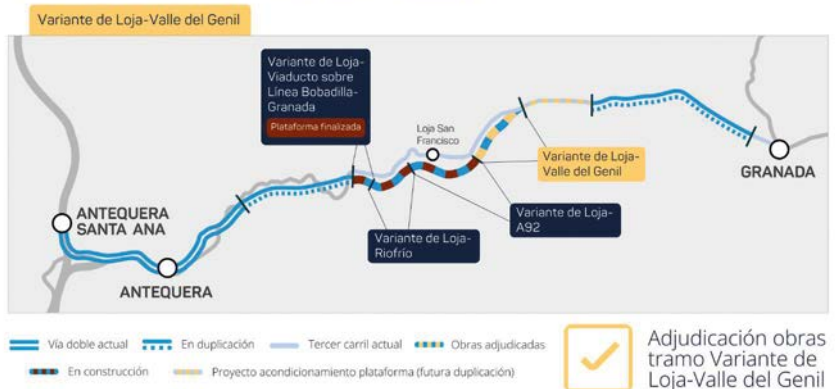 Variante de Loja-Valle del Genil
Variante de Loja-
Viaducto sobre
Línea Bobadilla-
Granada
Plataforma finalizada
Loja San
Francisco
Variante de Loja-
Valle del Genil
GRANADA
Variante de Loja-
A92
Variante de Loja-
Riofrío
ANTEQUERA
SANTA ANA
ANTEQUERA
Vía doble actual
En duplicación
Tercer carril actual
Obras adjudicadas
En construcción
Proyecto acondicionamiento plataforma (futura duplicación)
Adjudicación obras
tramo Variante de
Loja-Valle del Genil